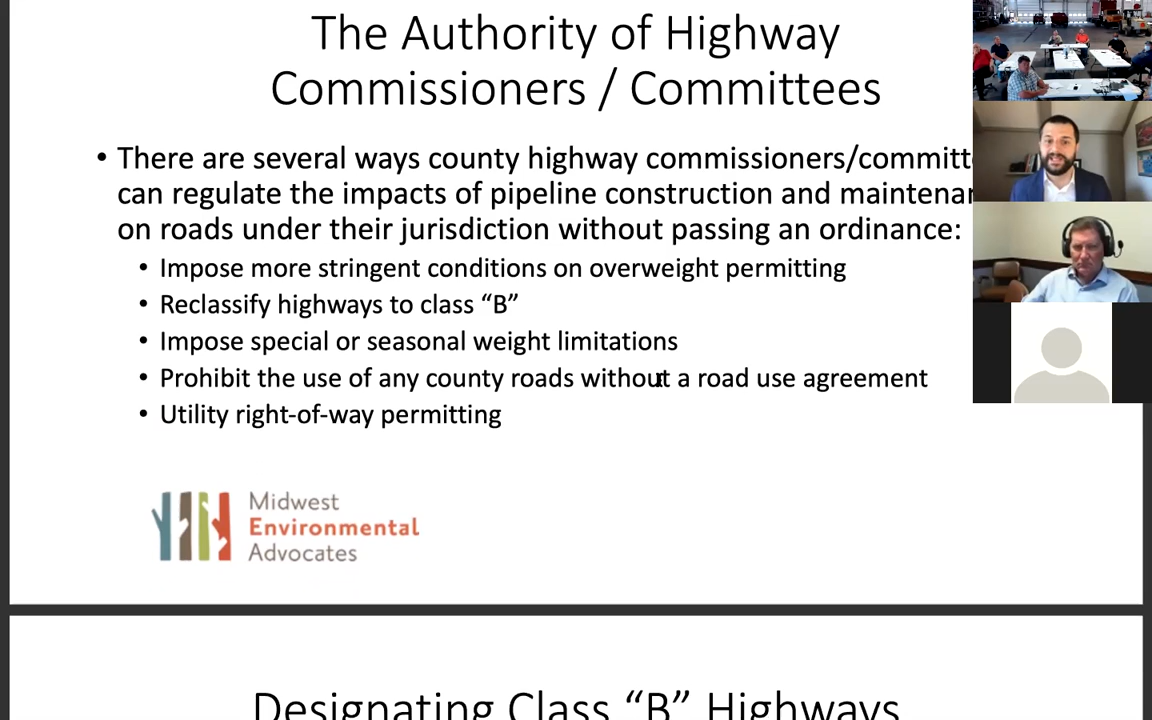 The Authority of Highway
Commissioners / Committees
• There are several ways county highway commissioners/committ
can regulate the impacts of pipeline construction and maintenan
on roads under their jurisdiction without passing an ordinance:
• Impose more stringent conditions on overweight permitting
• Reclassify highways to class “B”
• Impose special or seasonal weight limitations
• Prohibit the use of any county roads without a road use agreement
• Utility right-of-way permitting
Midwest
Environmental
Advocates
Designating Class “B” Highways